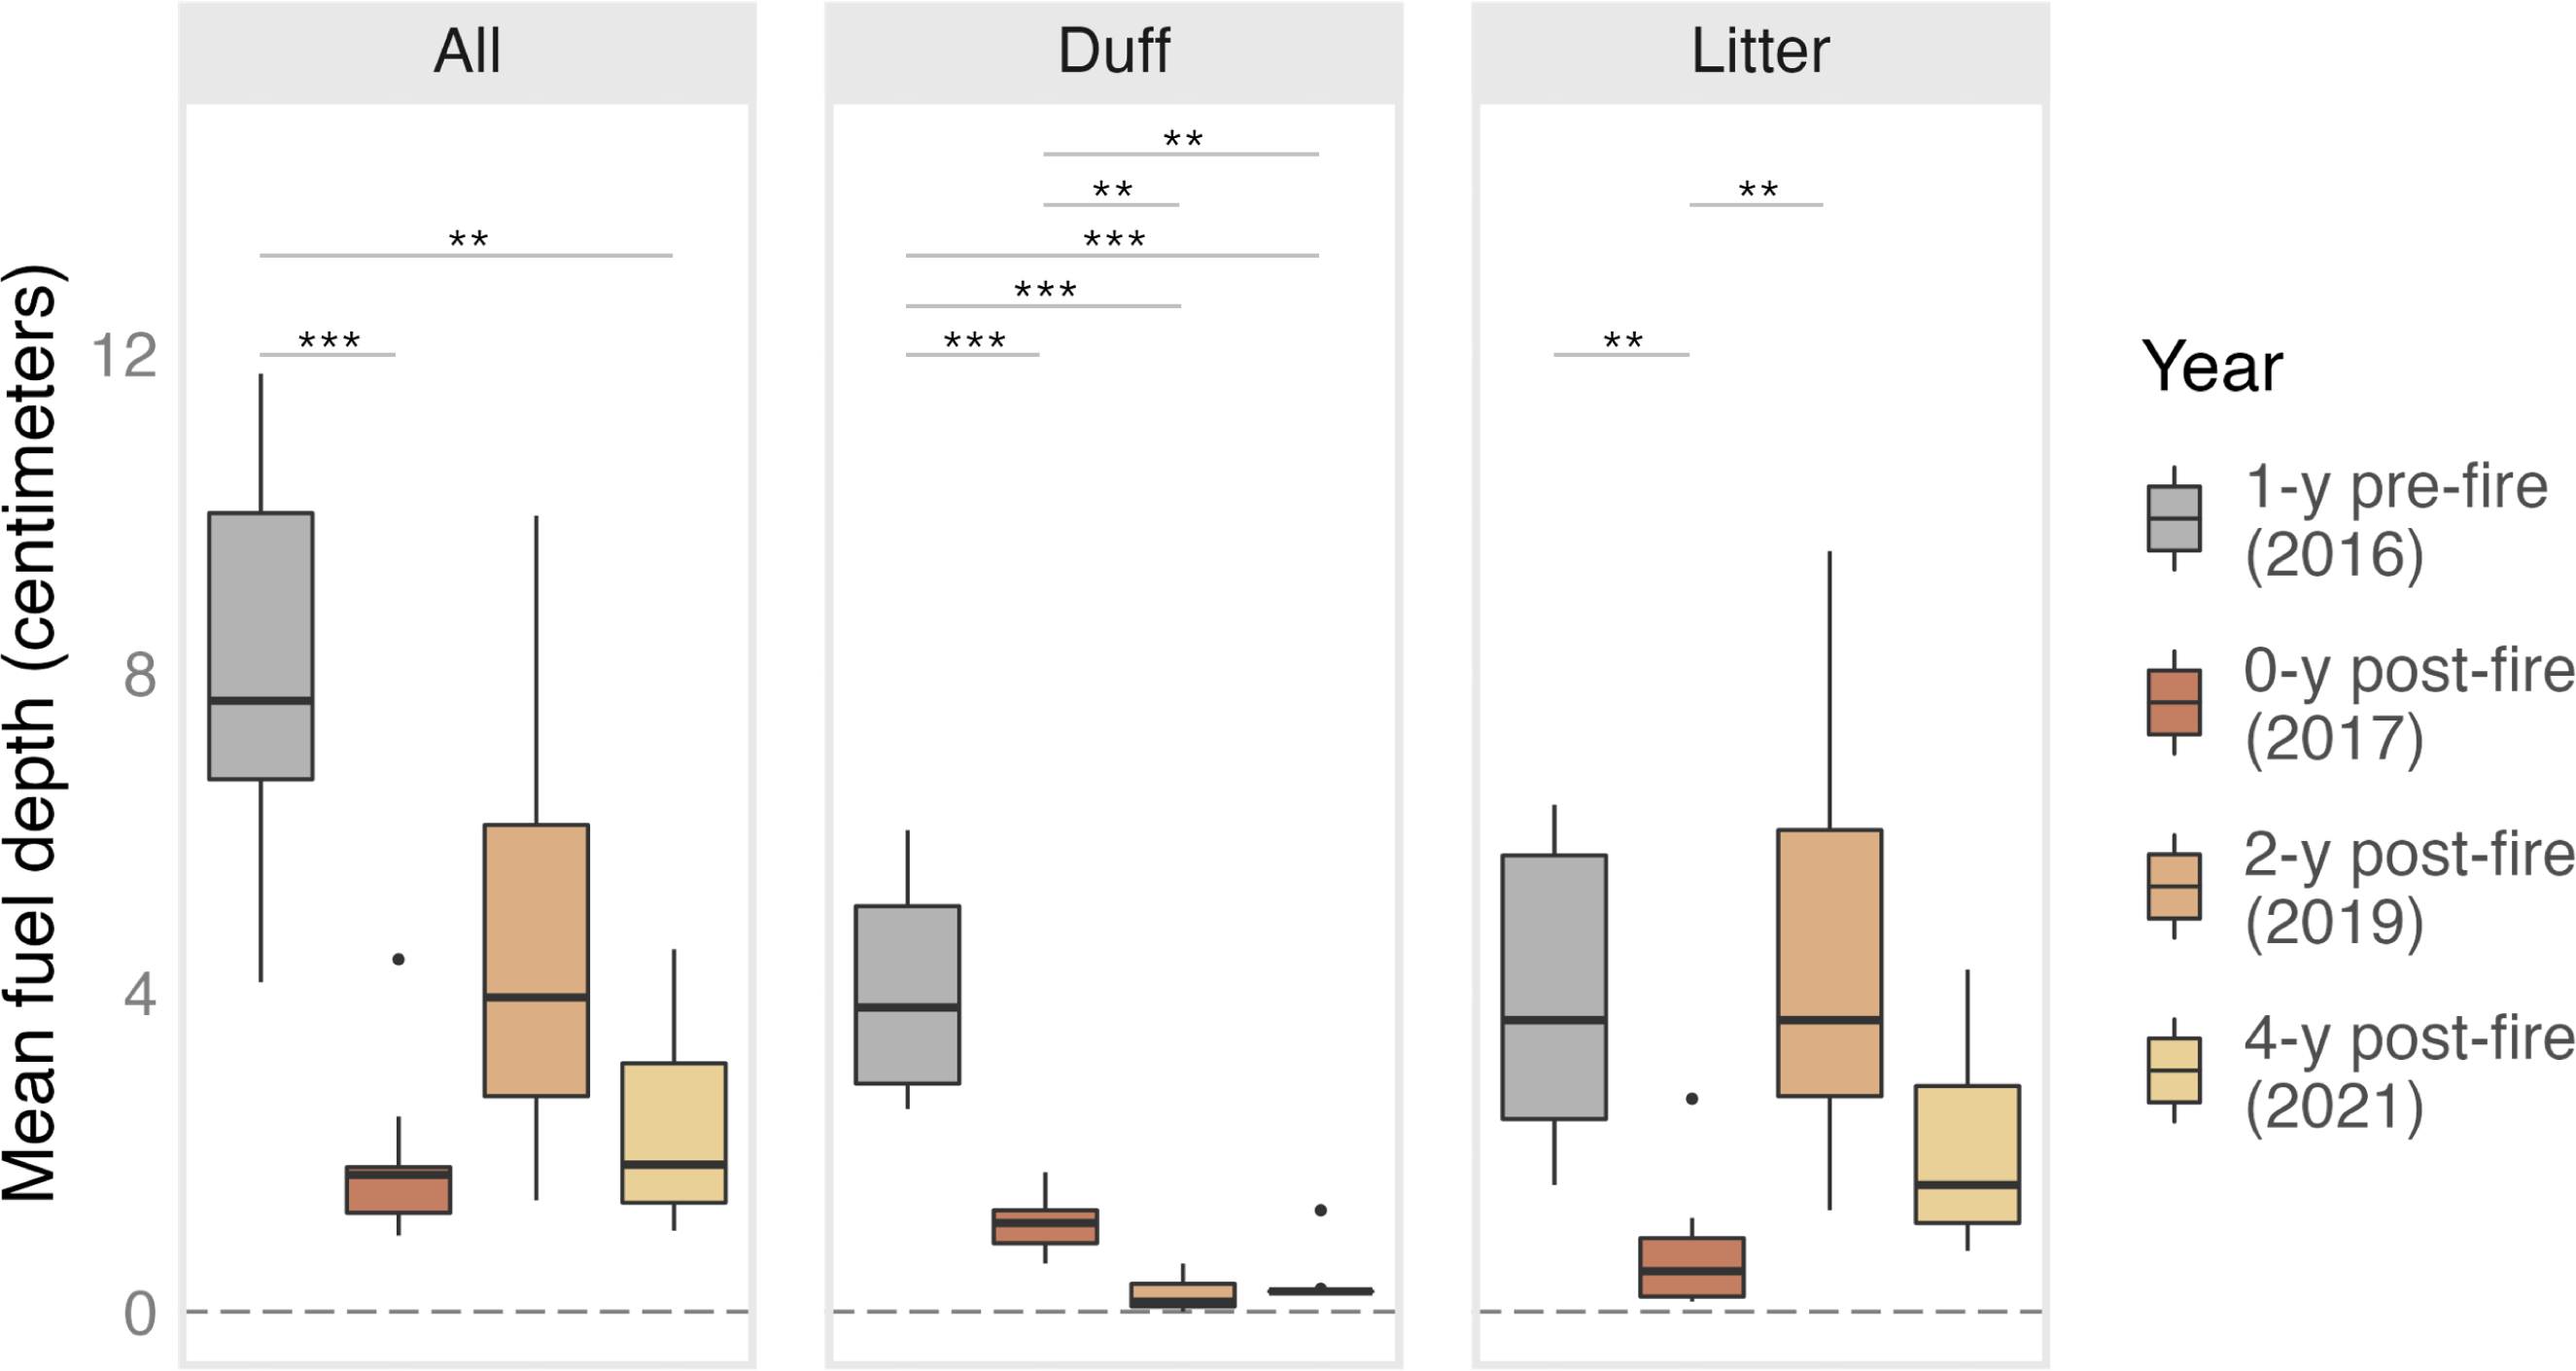 All
Duff
Litter
Mean fuel depth (centimeters)
12
8
4
0
**
***
**
**
***
***
***
**
**
Year
1-y pre-fire
(2016)
0-y post-fire
(2017)
2-y post-fire
(2019)
4-y post-fire
(2021)